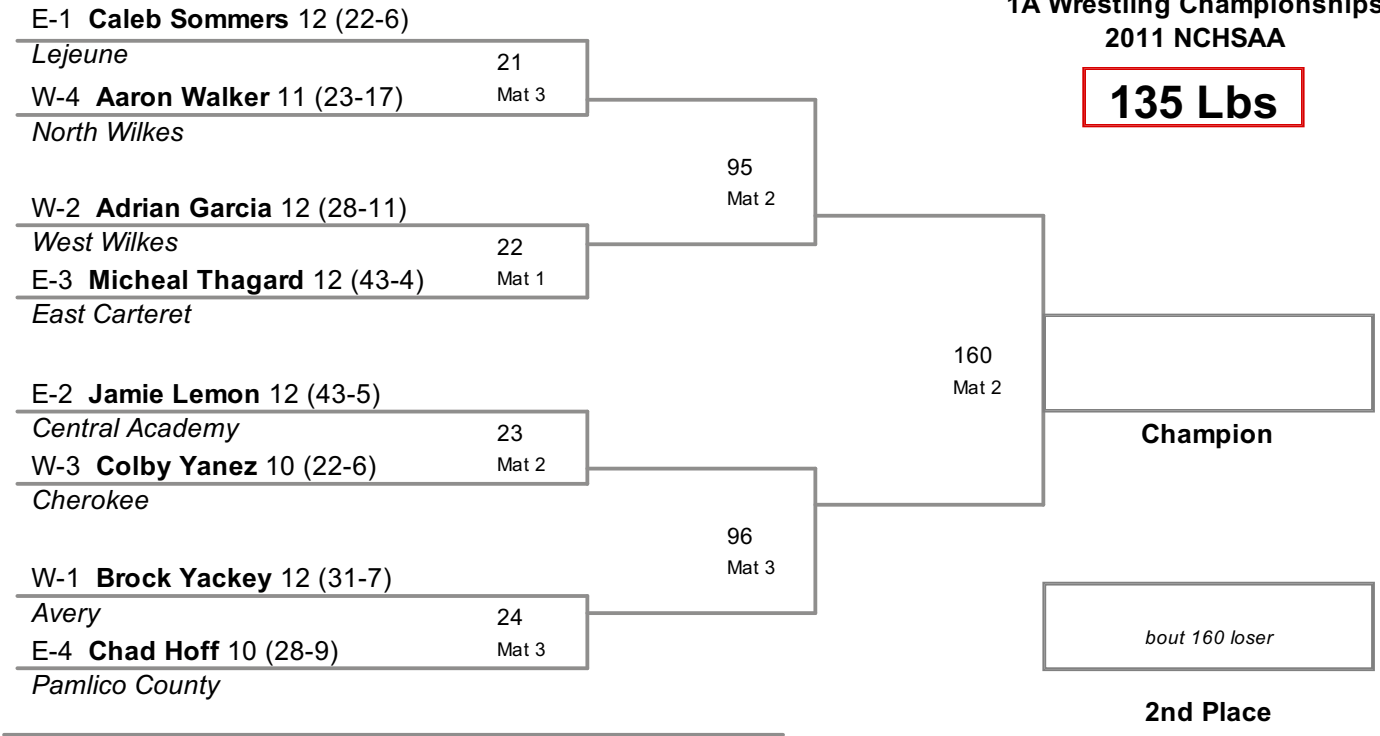 1A Wrestling Championships
2011 NCHSAA
135 Lbs
E-1 Caleb Sommers 12 (22-6)
Lejeune
21
Mat 3
W-4 Aaron Walker 11 (23-17)
North Wilkes
95
Mat 2
W-2 Adrian Garcia 12 (28-11)
West Wilkes
22
Mat 1
E-3 Micheal Thagard 12 (43-4)
East Carteret
160
Mat 2
E-2 Jamie Lemon 12 (43-5)
Central Academy
23
Mat 2
W-3 Colby Yanez 10 (22-6)
Cherokee
Champion
96
Mat 3
W-1 Brock Yackey 12 (31-7)
Avery
24
Mat 3
E-4 Chad Hoff 10 (28-9)
Pamlico County
bout 160 loser
2nd Place